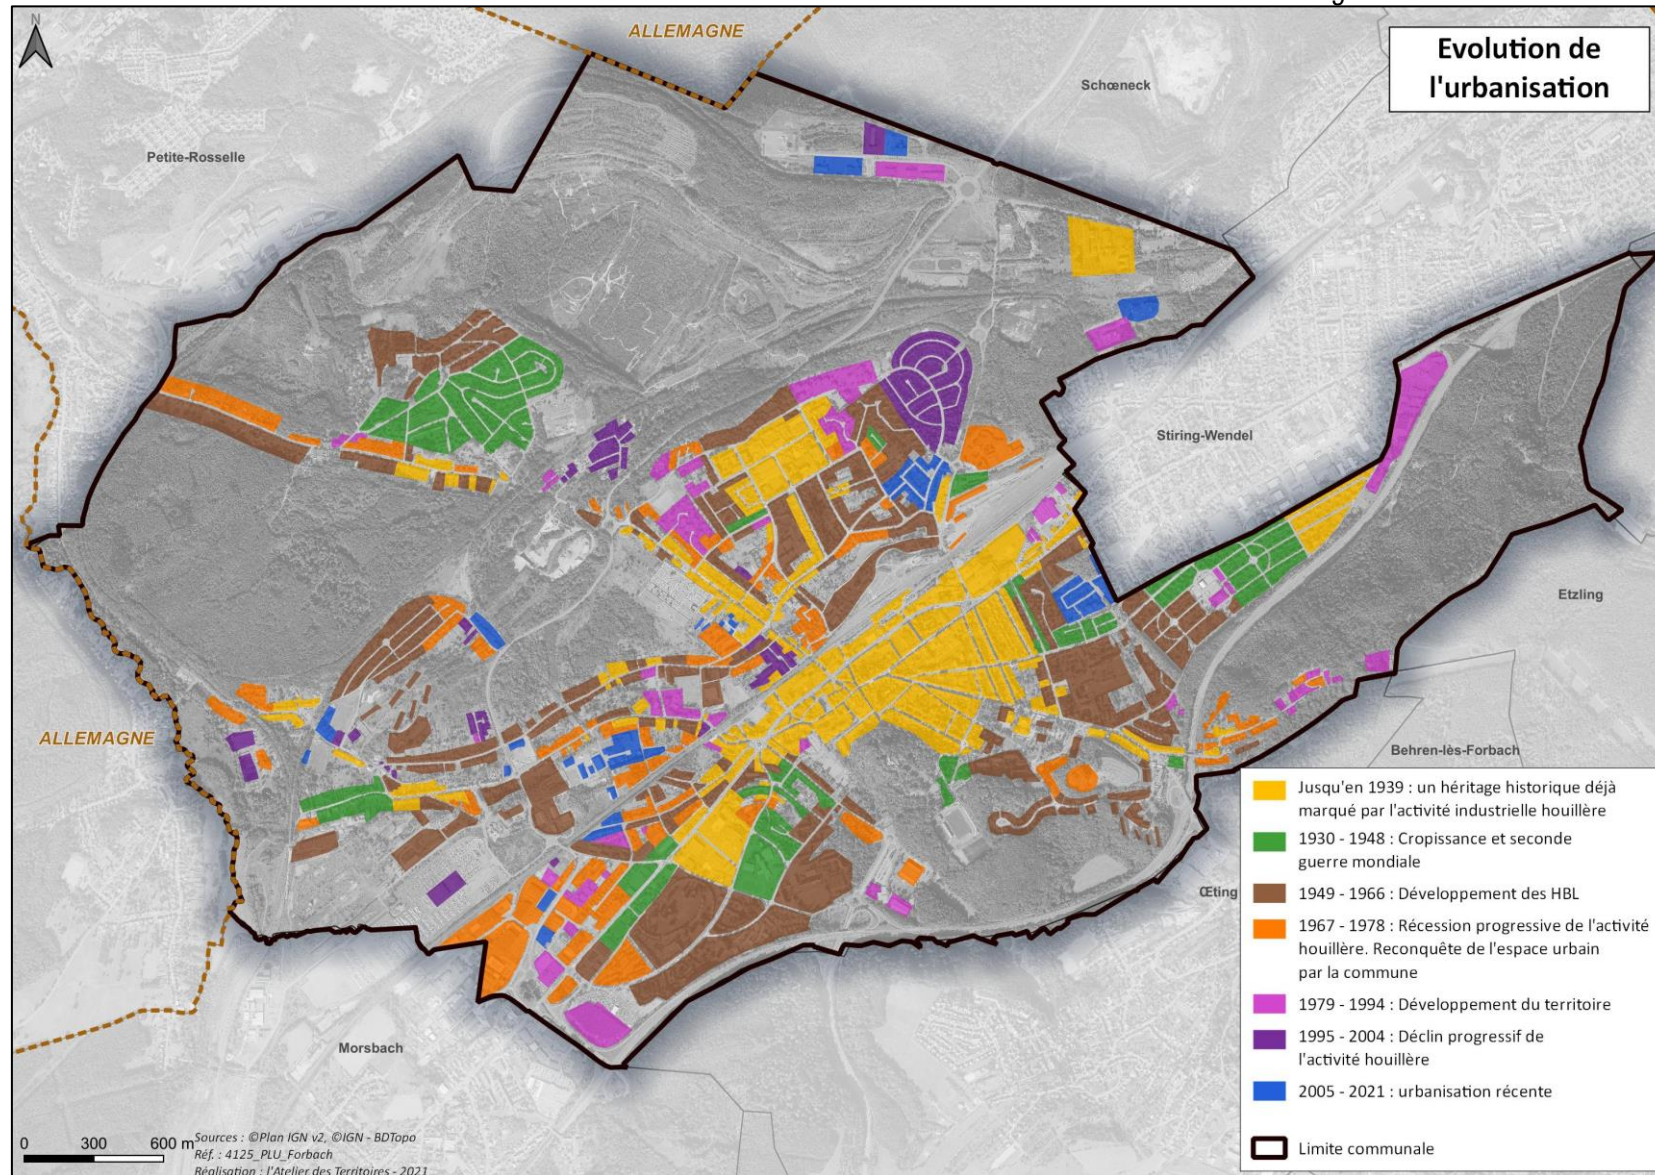 N
ALLEMAGNE
Evolution de
l'urbanisation
Schœneck
Petite-Rosselle
Stiring-Wendel
Etzling
ALLEMAGNE
Behren-lès-Forbach
Œting
Morsbach
Jusqu'en 1939 : un héritage historique déjà
marqué par l'activité industrielle houillère
1930 - 1948 : Cropissance et seconde
guerre mondiale
1949 - 1966 : Développement des HBL
1967 - 1978 : Récession progressive de l'activité
houillère. Reconquête de l'espace urbain
par la commune
1979 - 1994 : Développement du territoire
1995 - 2004 : Déclin progressif de
l'activité houillère
2005 - 2021 : urbanisation récente
Limite communale
0 300 600 m
Sources : ©Plan IGN v2, ©IGN - BDTopo
Réf. : 4125_PLU_Forbach
Réalisation : l'Atelier des Territoires - 2021